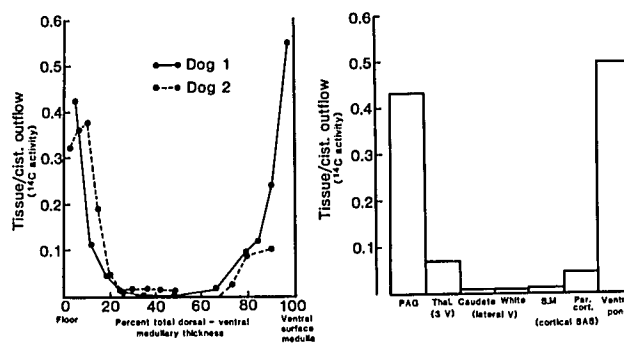 0.6
0.5
0.4
0.3
0.2
0.1
Tissue/cist. outflow
(14C activity)
Dog 1
Dog 2
0 20 40 60 80 100
Floor
Percent total dorsal - ventral
medullary thickness
Ventral
surface
medulla
0.6
0.5
0.4
0.3
0.2
0.1
Tissue/cist. outflow
(14C activity)
PAG
Thal.
(3 V)
Caudate White
(lateral V)
S.M Par.
cort.
(cortical SAS)